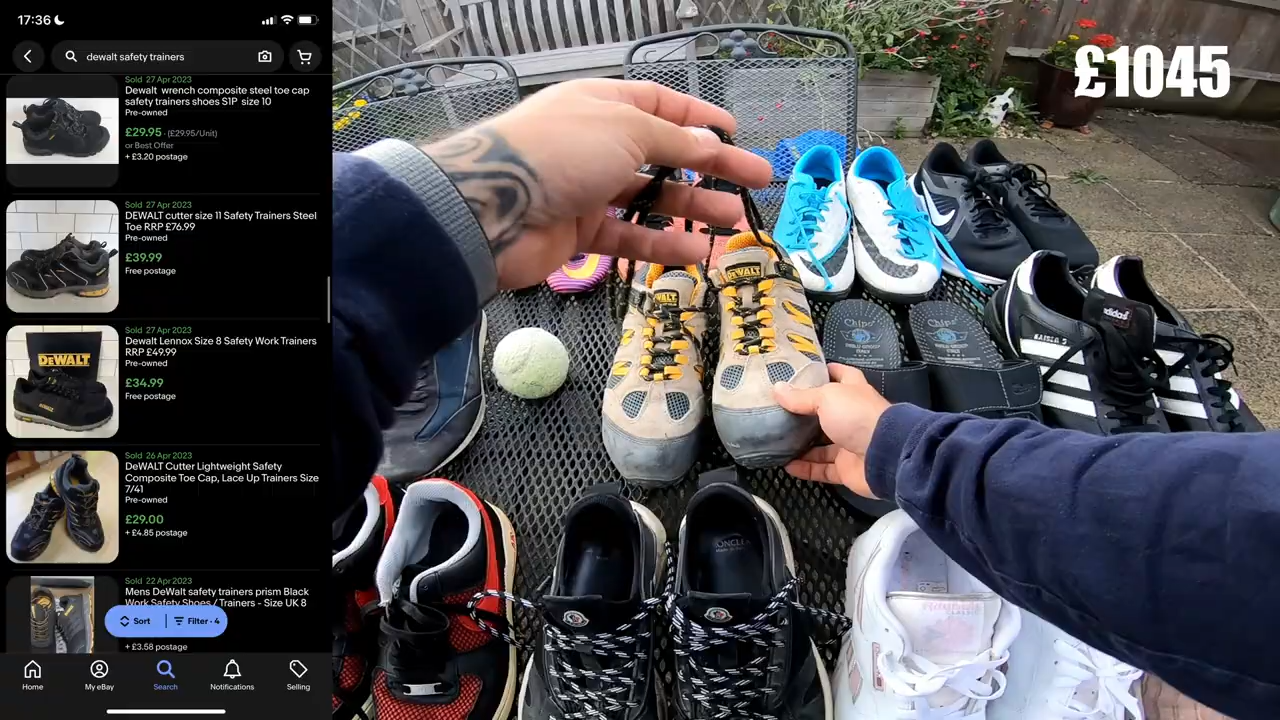 17:36
dewalt safety trainers
£1045
Sold 27 Apr 2023
Dewalt wrench composite steel toe cap
safety trainers shoes S1P size 10
Pre-owned
£29.95 · (£29.95/Unit)
or Best Offer
+ £3.20 postage
Sold 27 Apr 2023
DEWALT cutter size 11 Safety Trainers Steel
Toe RRP £76.99
Pre-owned
£39.99
Free postage
Sold 27 Apr 2023
Dewalt Lennox Size 8 Safety Work Trainers
RRP £49.99
Pre-owned
£34.99
Free postage
DEWALT
Sold 26 Apr 2023
DeWALT Cutter Lightweight Safety
Composite Toe Cap, Lace Up Trainers Size
7/41
Pre-owned
£29.00
+ £4.85 postage
Sold 22 Apr 2023
Mens DeWalt safety trainers prism Black
Work Safety Shoes / Trainers - Size UK 8
Sort
Filter · 4
+ £3.58 postage
Home
My eBay
Search
Notifications
Selling
DEWALT
DEWALT
Chips
Chips
adidas
KAISER 5